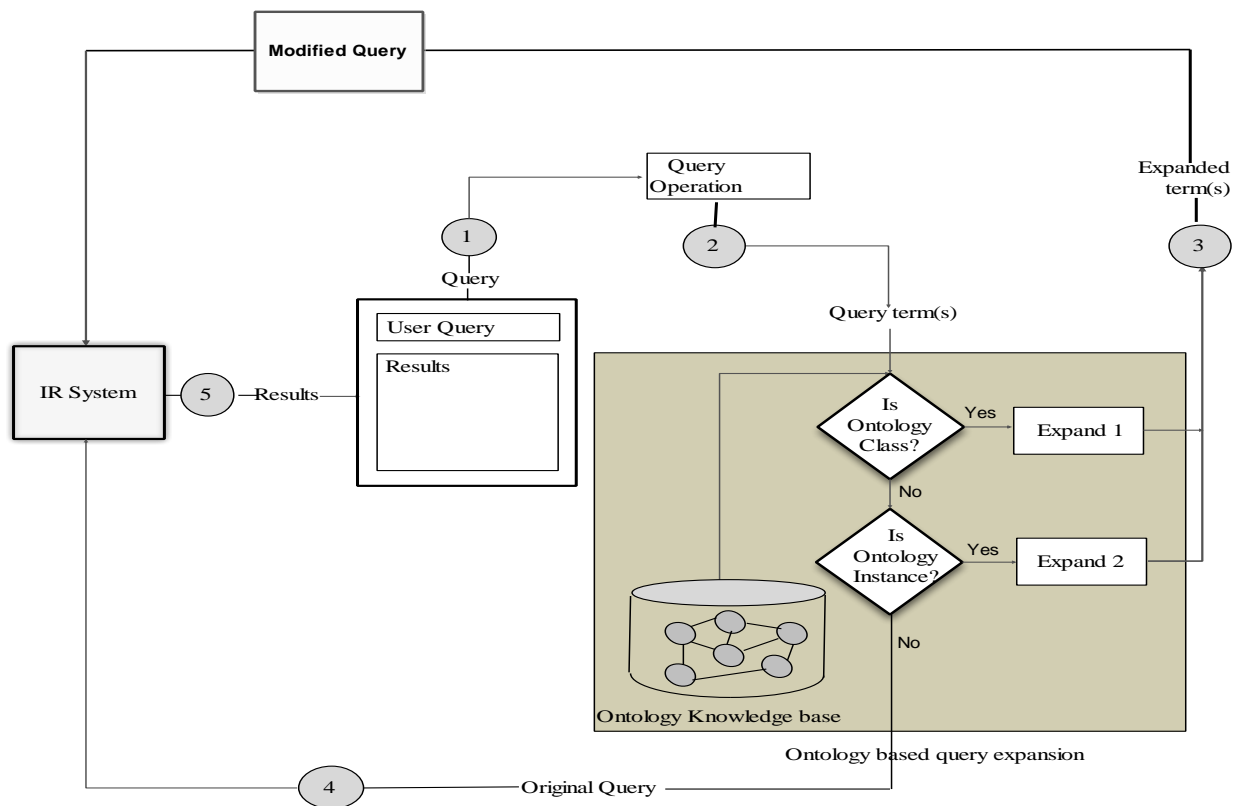 Modified Query
Query
Operation
Expanded
term(s)
1
2
3
Query
Query term(s)
User Query
Results
IR System
5
Results
Is
Ontology
Class?
Yes
Expand 1
No
Is
Ontology
Instance?
Yes
Expand 2
No
Ontology Knowledge base
Ontology based query expansion
4
Original Query